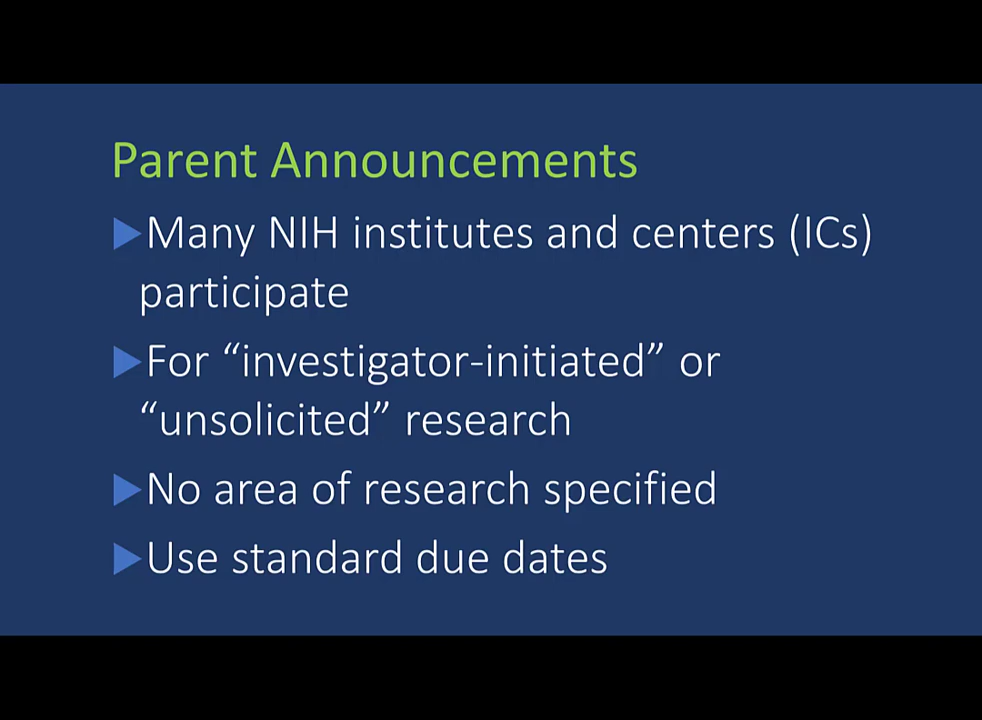 Parent Announcements
Many NIH institutes and centers (ICs)
participate
For “investigator-initiated” or
“unsolicited” research
No area of research specified
Use standard due dates